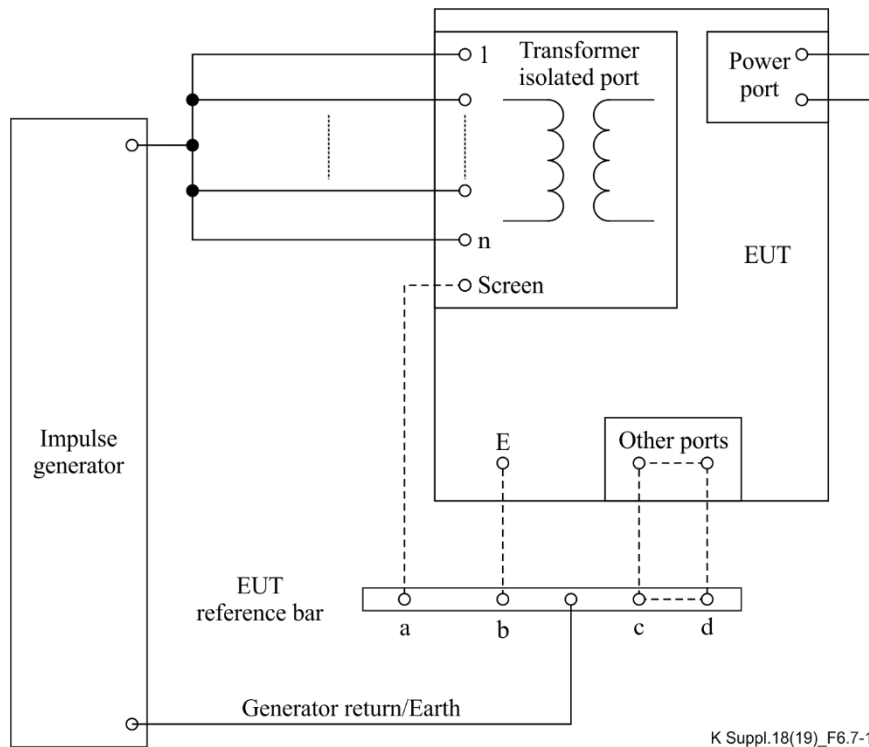 1
Transformer
isolated port
Power
port
n
EUT
Screen
Impulse
generator
E
Other ports
EUT
reference bar
a
b
c
d
Generator return/Earth
K Suppl.18(19)_F6.7-1